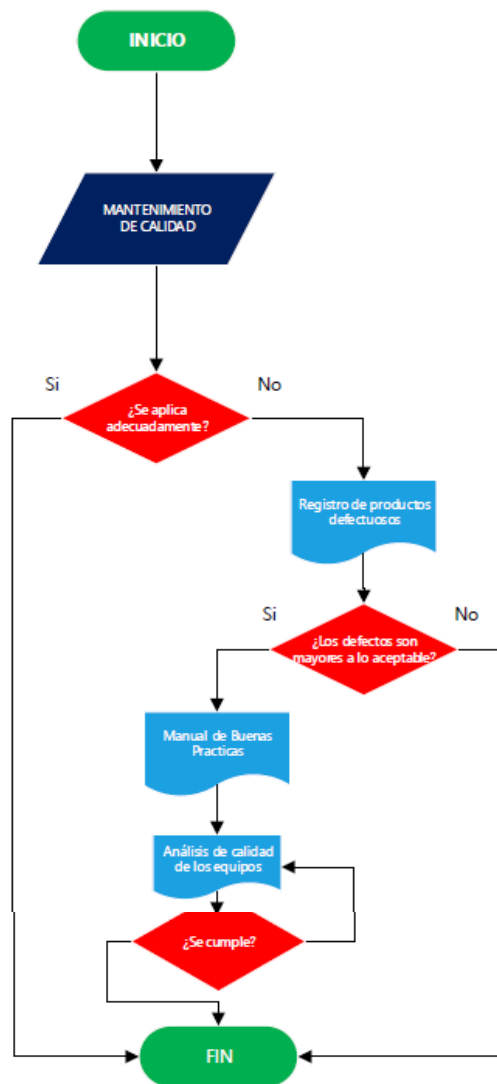 INICIO
MANTENIMIENTO
DE CALIDAD
Si
No
¿Se aplica
adecuadamente?
Registro de productos
defectuosos
Si
No
¿Los defectos son
mayores a lo aceptable?
Manual de Buenas
Practicas
Análisis de calidad
de los equipos
¿Se cumple?
FIN